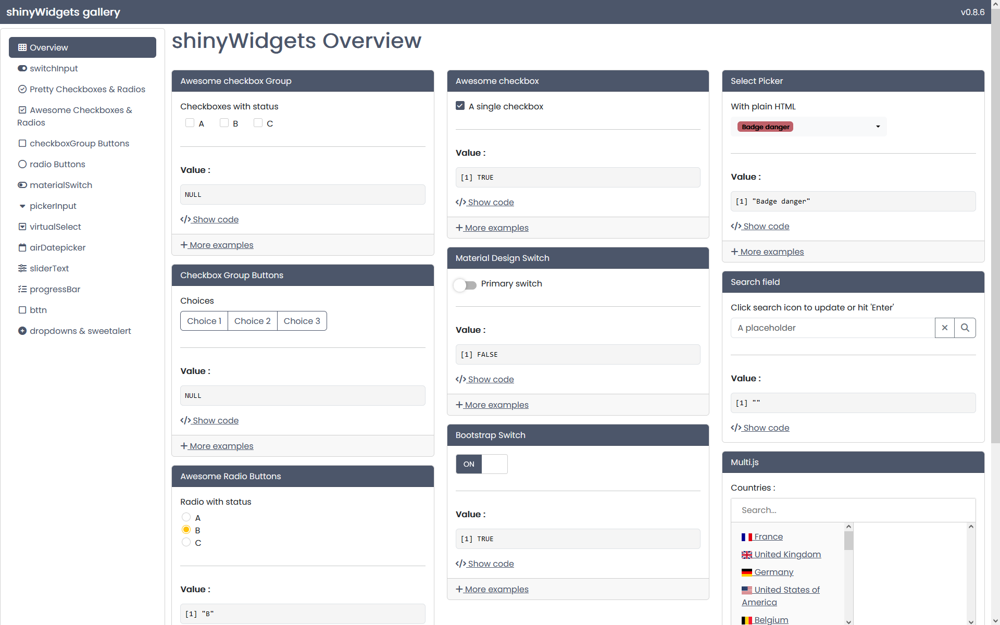 shinyWidgets gallery
v0.8.6
Overview
switchInput
Pretty Checkboxes & Radios
Awesome Checkboxes &
Radios
checkboxGroup Buttons
radio Buttons
materialSwitch
pickerInput
virtualSelect
airDatepicker
sliderText
progressBar
bttn
dropdowns & sweetalert
shinyWidgets Overview
Awesome checkbox Group
Checkboxes with status
A B C
Value :
NULL
</> Show code
+ More examples
Checkbox Group Buttons
Choices
Choice 1 Choice 2 Choice 3
Value :
NULL
</> Show code
+ More examples
Awesome Radio Buttons
Radio with status
A
B
C
Value :
[1] "B"
Awesome checkbox
A single checkbox
Value :
[1] TRUE
</> Show code
+ More examples
Material Design Switch
Primary switch
Value :
[1] FALSE
</> Show code
+ More examples
Bootstrap Switch
ON
Value :
[1] TRUE
</> Show code
+ More examples
Select Picker
With plain HTML
Badge danger
Value :
[1] "Badge danger"
</> Show code
+ More examples
Search field
Click search icon to update or hit 'Enter'
A placeholder
Value :
[1] ""
</> Show code
Multi.js
Countries :
Search...
France
United Kingdom
Germany
United States of
America
Belgium